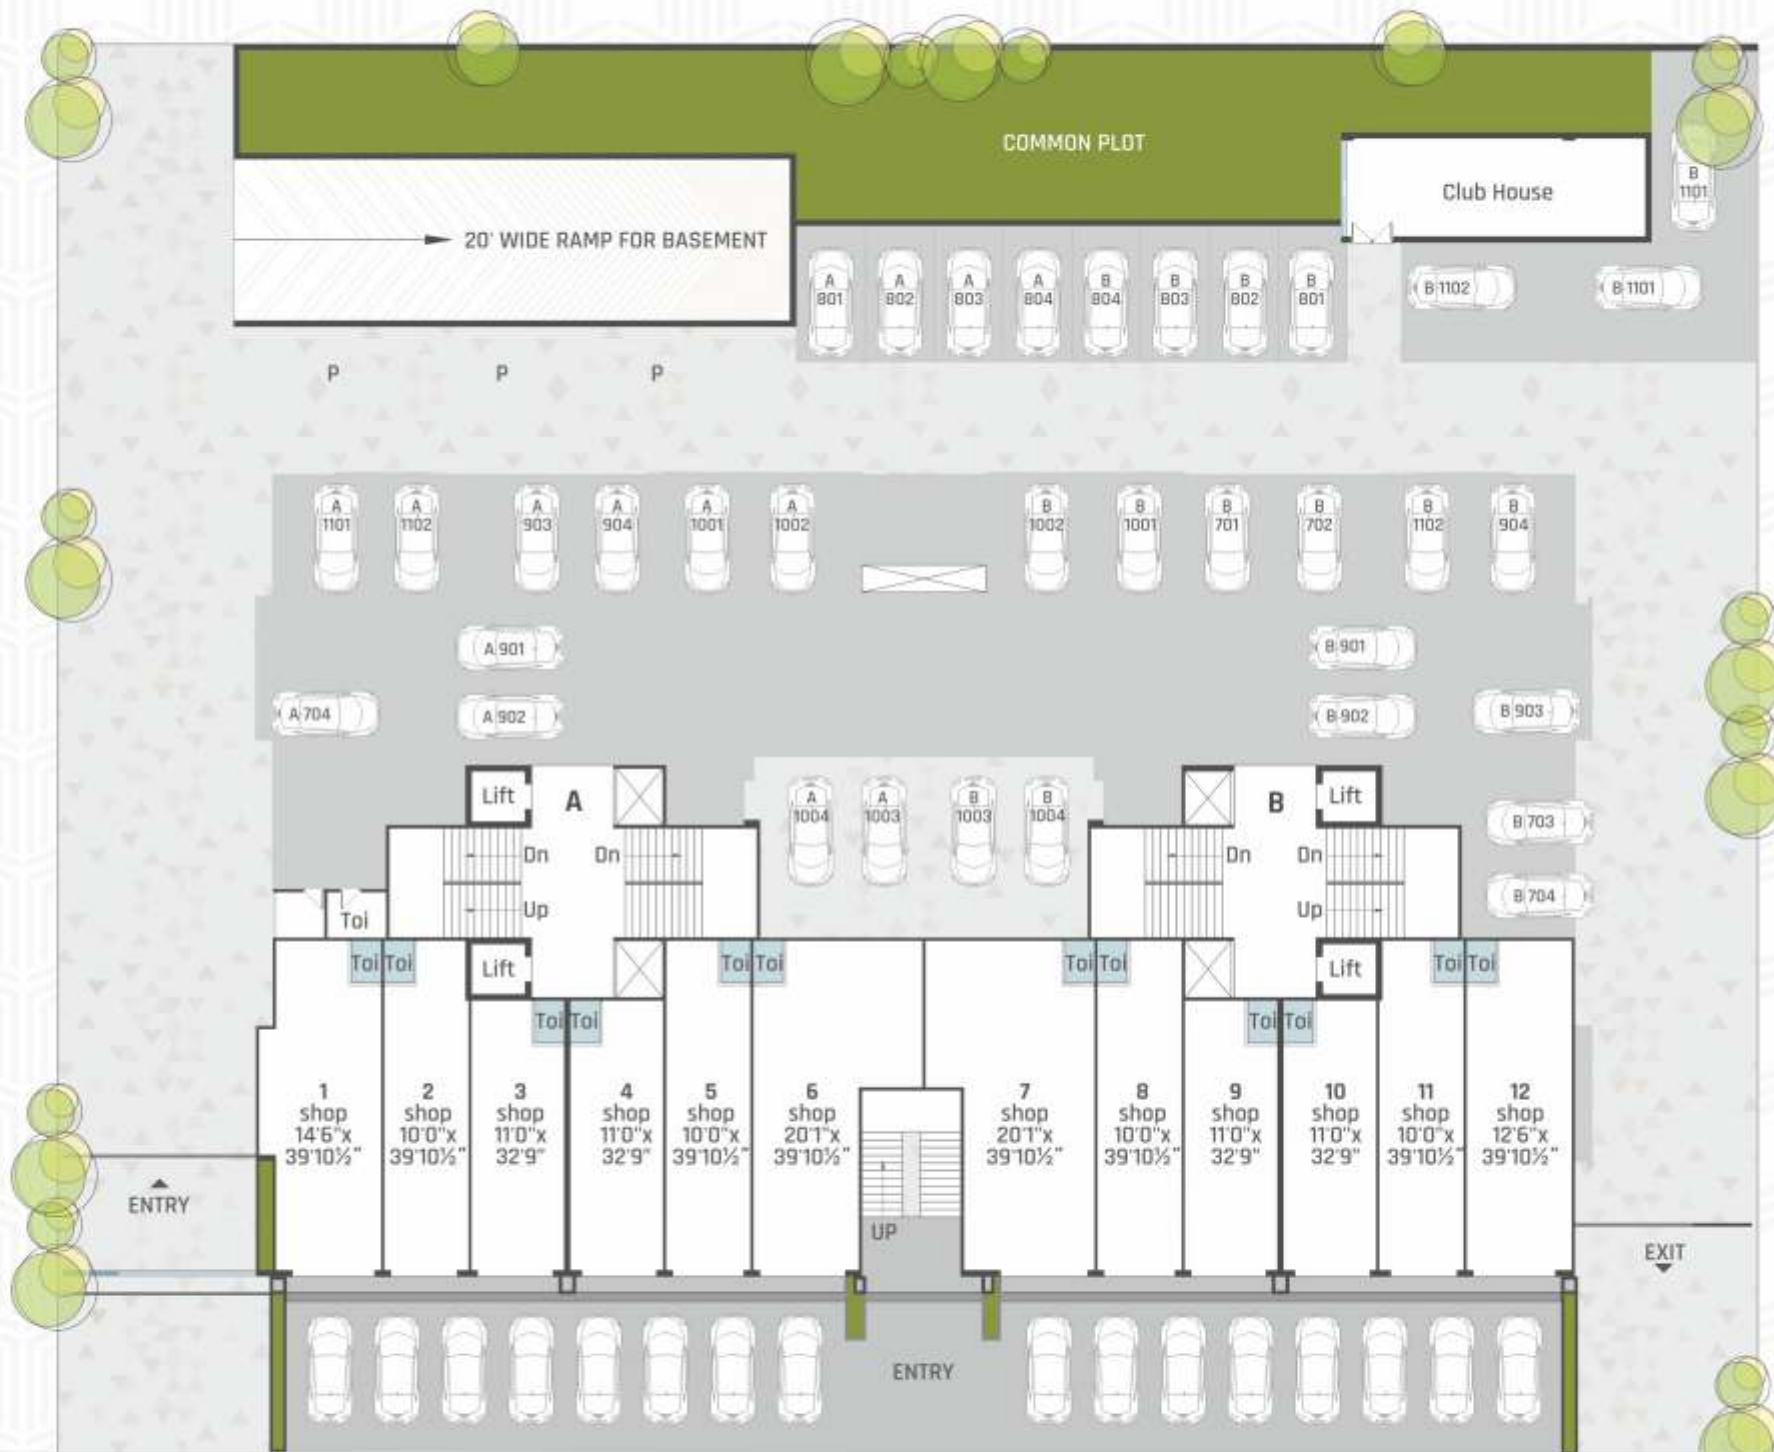 COMMON PLOT
B
1101
Club House
20' WIDE RAMP FOR BASEMENT
A
801
A
802
A
803
A
804
B
804
B
803
B
802
B
801
B 1102
B 1101
P
P
P
A
1101
A
1102
A
903
A
904
A
1001
A
1002
B
1002
B
1001
B
701
B
702
B
1102
B
904
A 901
B 901
A 704
A 902
B 902
B 903
Lift
A
A
1004
A
1003
B
1003
B
1004
B
Lift
B 703
Dn
Dn
Dn
Dn
B 704
Toi
Up
Up
Toi
Toi
Lift
Toi
Toi
Toi
Toi
Lift
Toi
Toi
Toi
Toi
Toi
Toi
1
shop
14'6"x
39'10½"
2
shop
10'0"x
39'10½"
3
shop
11'0"x
32'9"
4
shop
11'0"x
32'9"
5
shop
10'0"x
39'10½"
6
shop
20'1"x
39'10½"
7
shop
20'1"x
39'10½"
8
shop
10'0"x
39'10½"
9
shop
11'0"x
32'9"
10
shop
11'0"x
32'9"
11
shop
10'0"x
39'10½"
12
shop
12'6"x
39'10½"
ENTRY
UP
EXIT
ENTRY